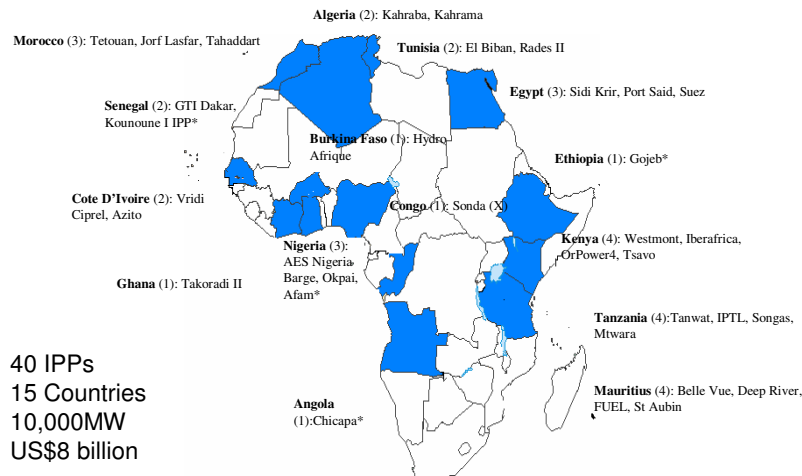 Algeria (2): Kahraba, Kahrama
Morocco (3): Tetouan, Jorf Lasfar, Tahaddart
Tunisia (2): El Biban, Rades II
Egypt (3): Sidi Krir, Port Said, Suez
Senegal (2): GTI Dakar,
Kounoune I IPP*
Burkina Faso (1): Hydro
Afrique
Ethiopia (1): Gojeb*
Cote D'Ivoire (2): Vridi
Ciprel, Azito
Congo (1): Sonda (X)
Kenya (4): Westmont, Iberafrica,
OrPower4, Tsavo
Nigeria (3):
AES Nigeria
Barge, Okpai,
Afam*
Ghana (1): Takoradi II
Tanzania (4):Tanwat, IPTL, Songas,
Mtwara
40 IPPs
15 Countries
10,000MW
US$8 billion
Angola
(1):Chicapa*
Mauritius (4): Belle Vue, Deep River,
FUEL, St Aubin